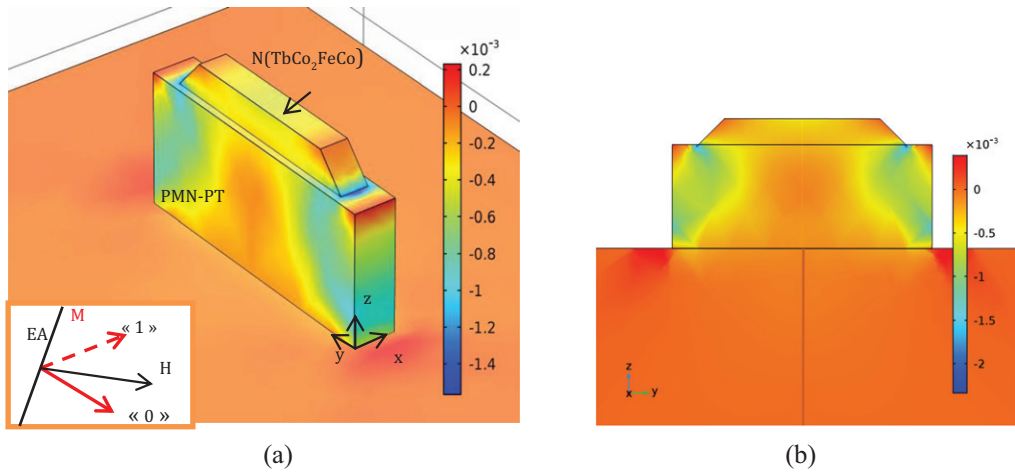 N(TbCo₂FeCo)
PMN-PT
×10⁻³
0.2
0
-0.2
-0.4
-0.6
-0.8
-1
-1.2
-1.4
z
y
x
EA
M
« 1 »
H
« 0 »
(a)
×10⁻³
0
-0.5
-1
-1.5
-2
z
x
y
(b)